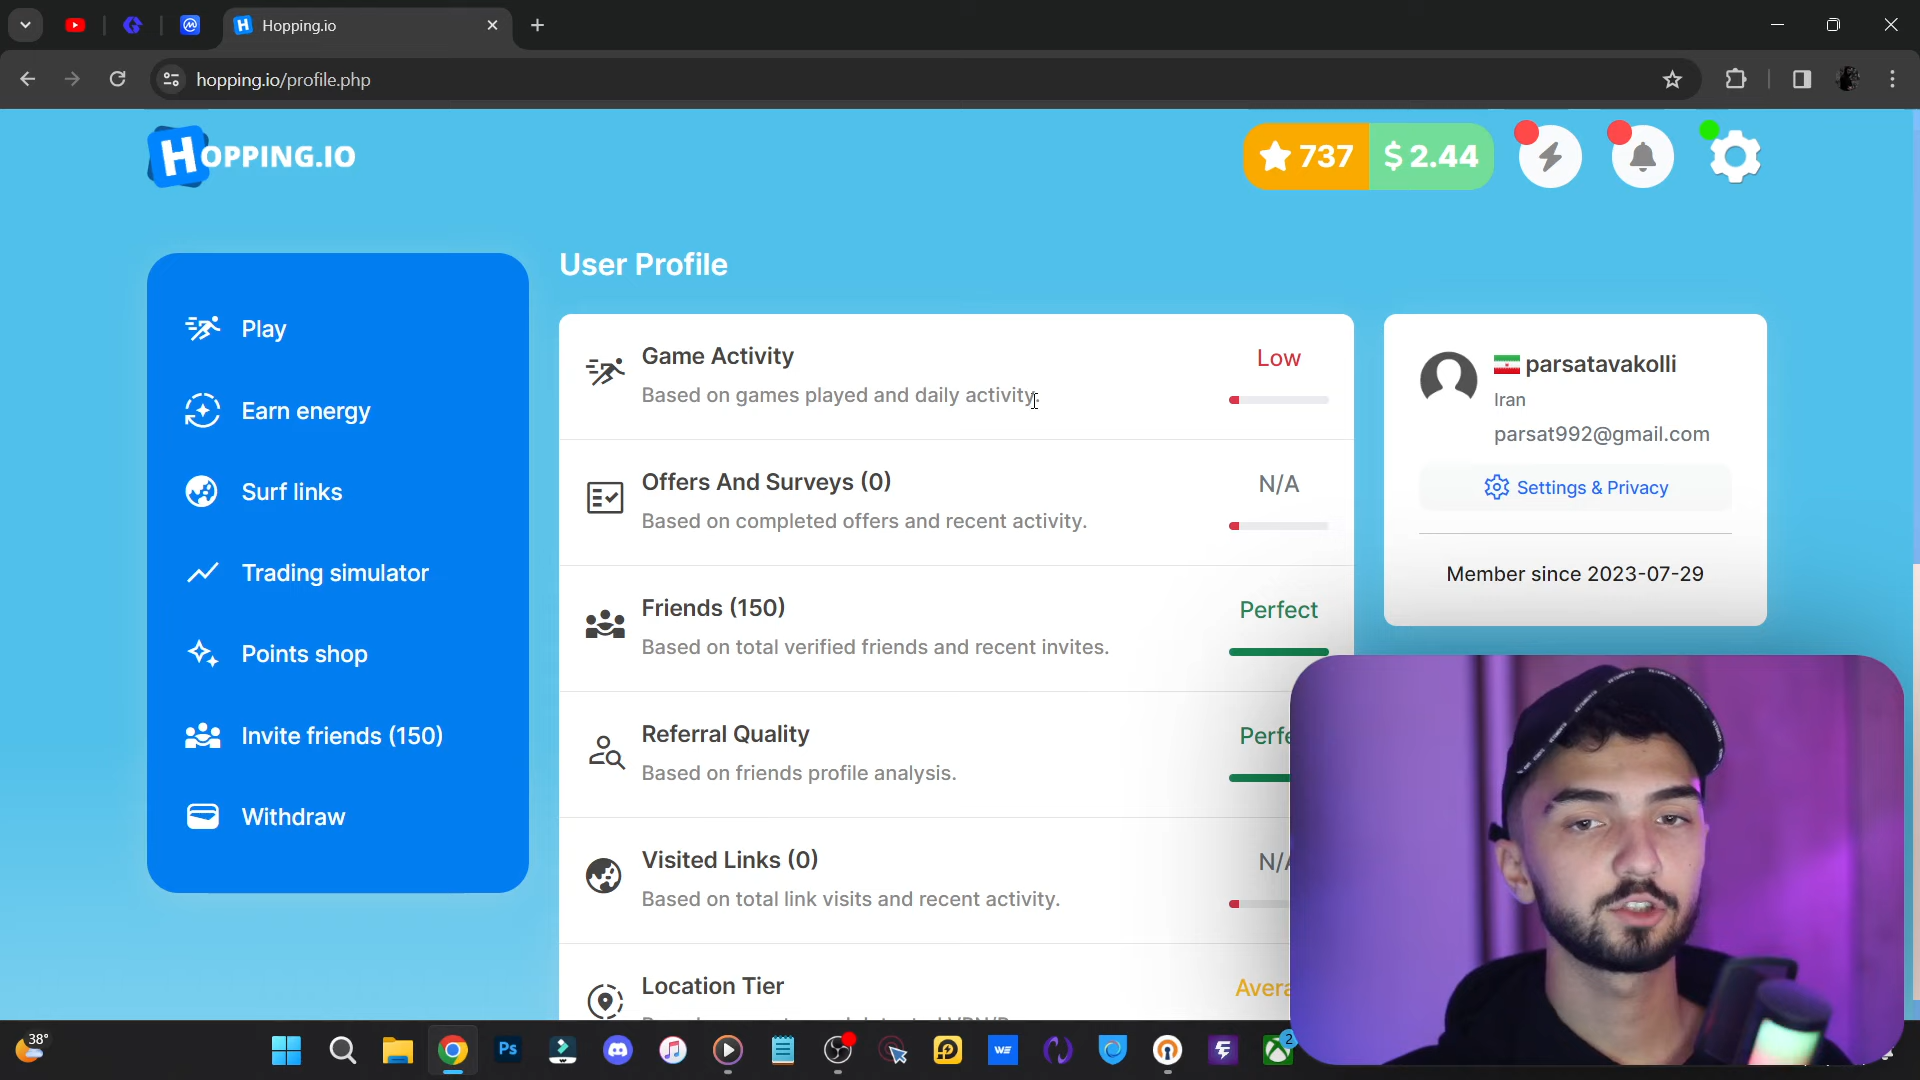 Hopping.io
hopping.io/profile.php
HOPPING.IO
737
$ 2.44
User Profile
Play
Earn energy
Surf links
Trading simulator
Points shop
Invite friends (150)
Withdraw
Game Activity
Low
Based on games played and daily activity.
Offers And Surveys (0)
N/A
Based on completed offers and recent activity.
Friends (150)
Perfect
Based on total verified friends and recent invites.
Referral Quality
Based on friends profile analysis.
Visited Links (0)
Based on total link visits and recent activity.
Location Tier
parsatavakolli
Iran
parsat992@gmail.com
Settings & Privacy
Member since 2023-07-29
38°
Ps
WE
2